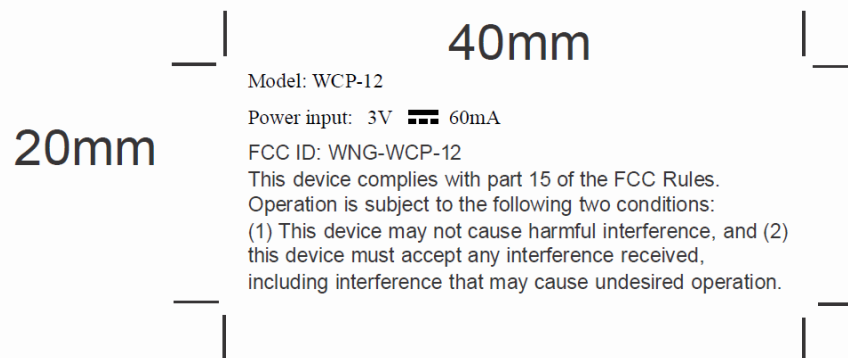 40mm
Model: WCP-12
Power input: 3V ⎓ 60mA
20mm
FCC ID: WNG-WCP-12
This device complies with part 15 of the FCC Rules.
Operation is subject to the following two conditions:
(1) This device may not cause harmful interference, and (2)
this device must accept any interference received,
including interference that may cause undesired operation.